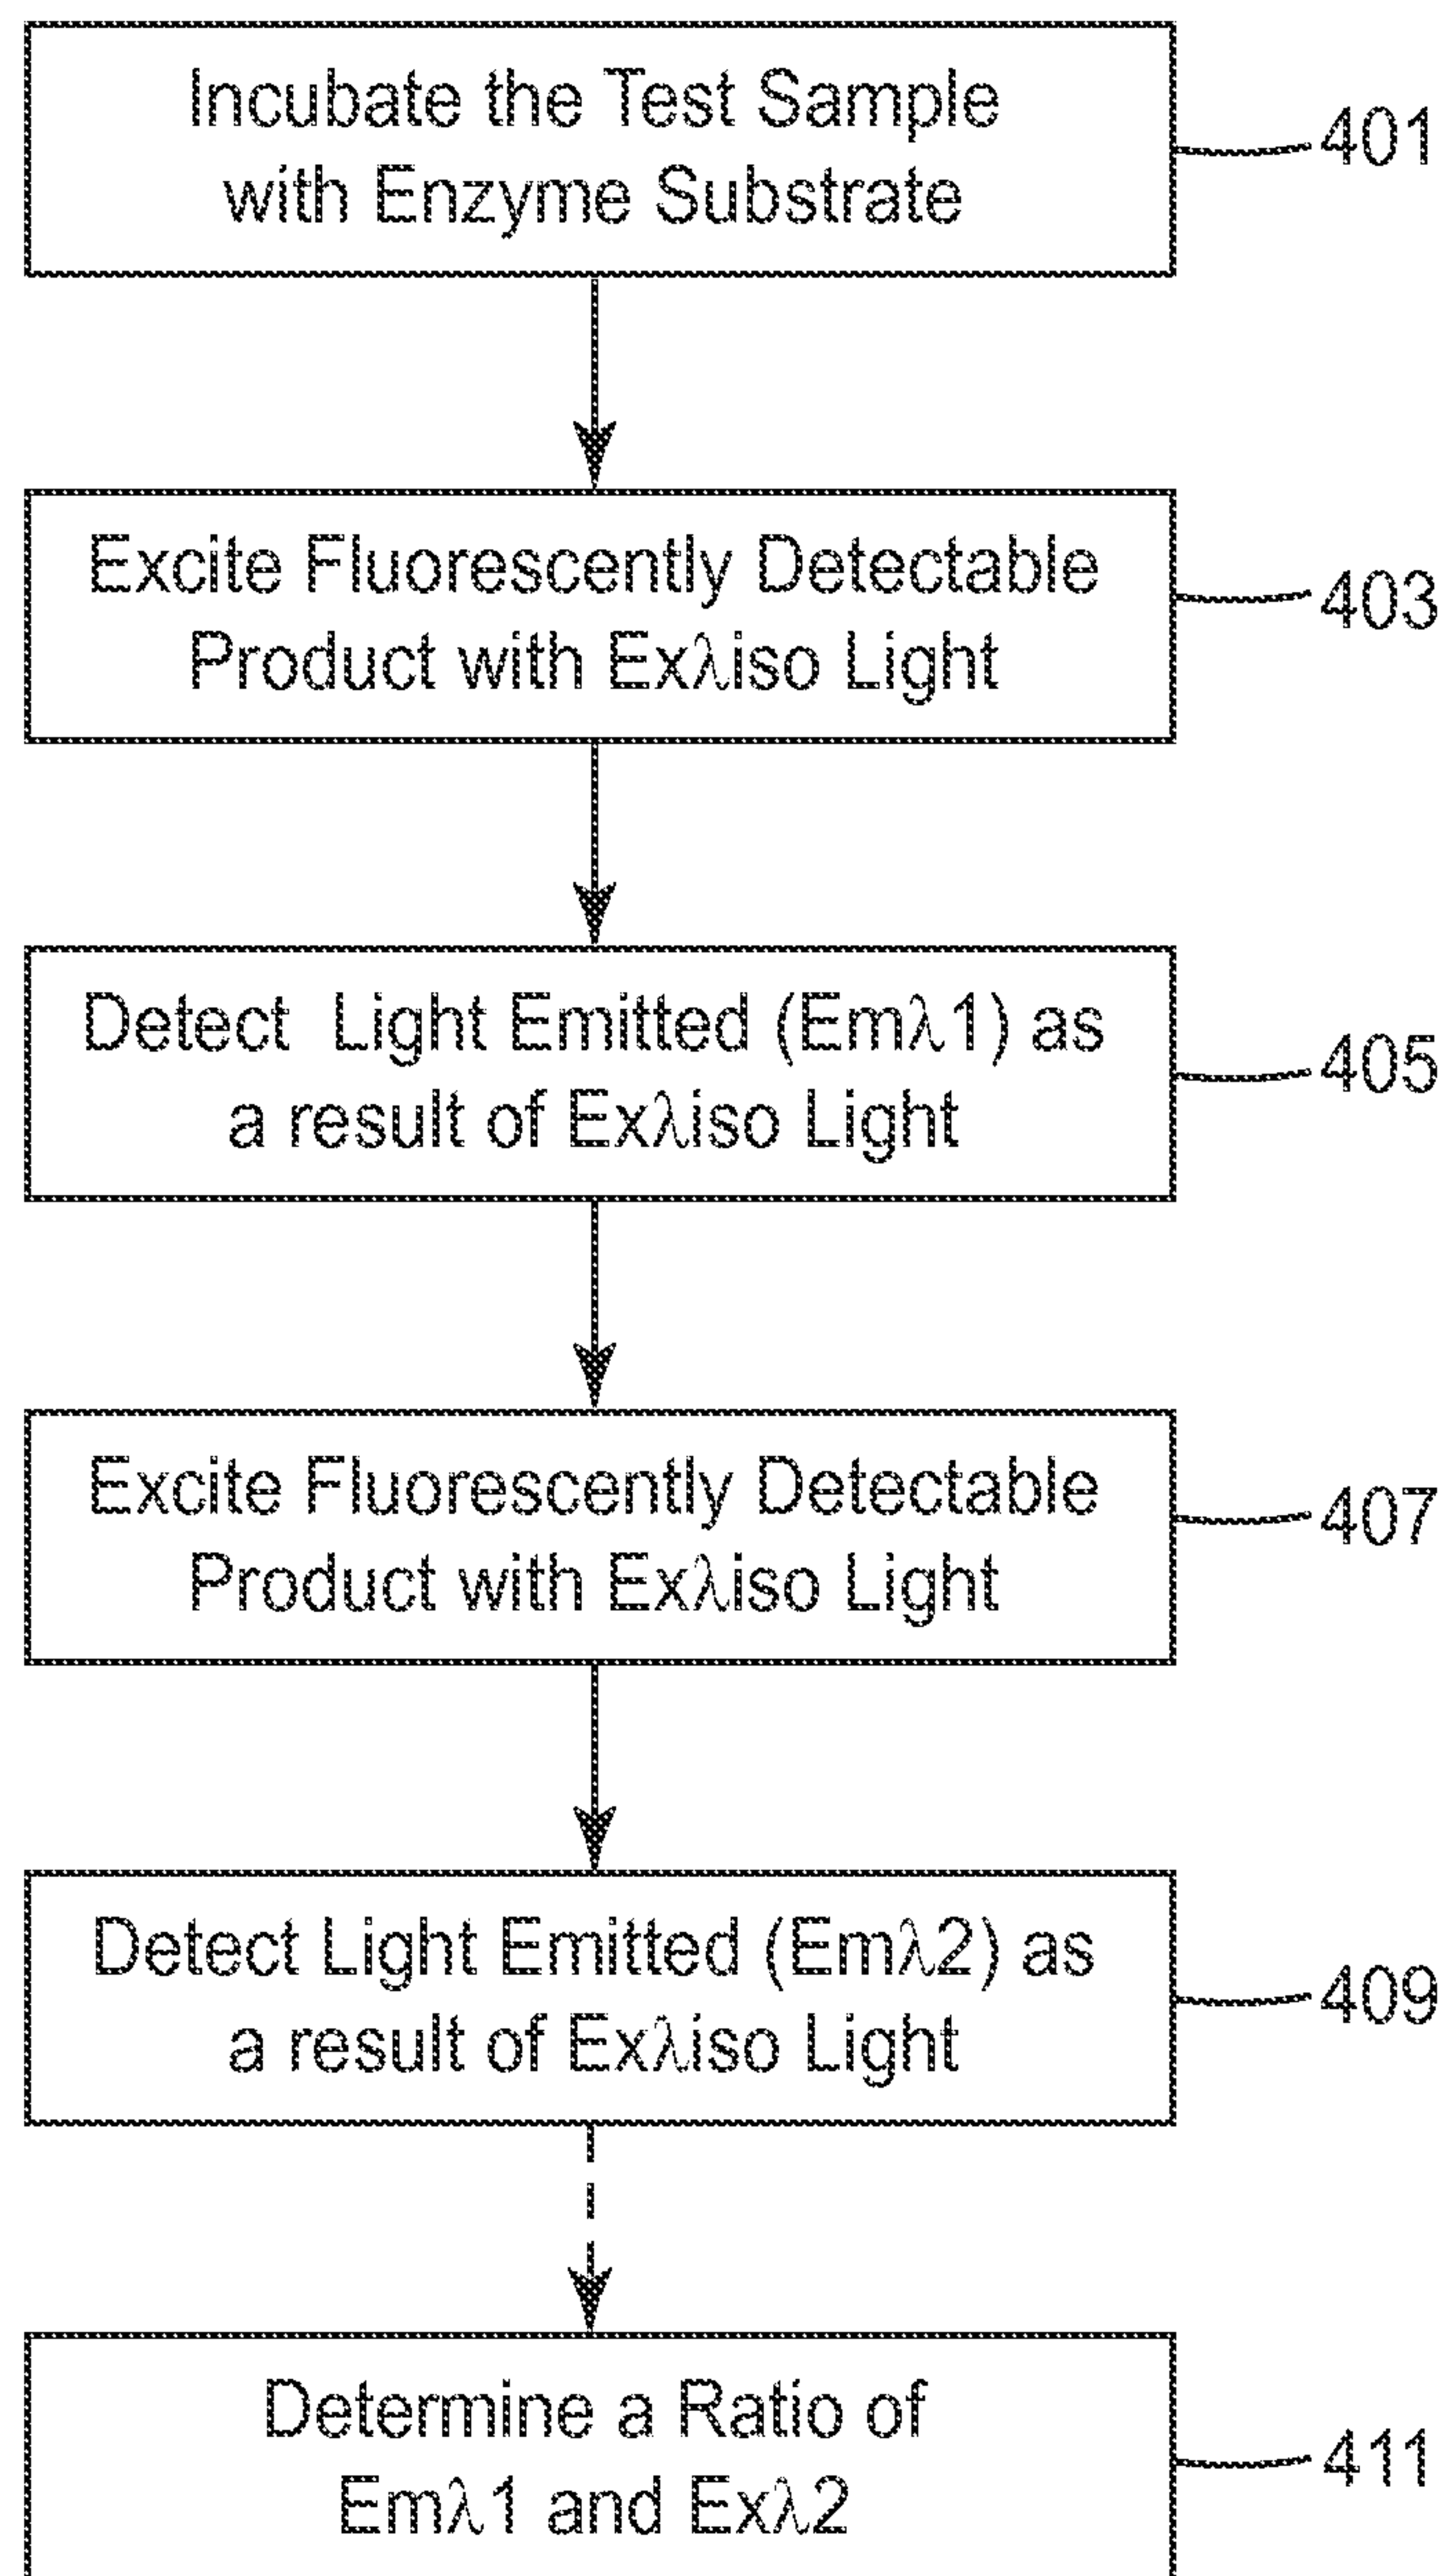 Incubate the Test Sample
with Enzyme Substrate
401
Excite Fluorescently Detectable
Product with Exλiso Light
403
Detect Light Emitted (Emλ1) as
a result of Exλiso Light
405
Excite Fluorescently Detectable
Product with Exλiso Light
407
Detect Light Emitted (Emλ2) as
a result of Exλiso Light
409
Determine a Ratio of
Emλ1 and Exλ2
411